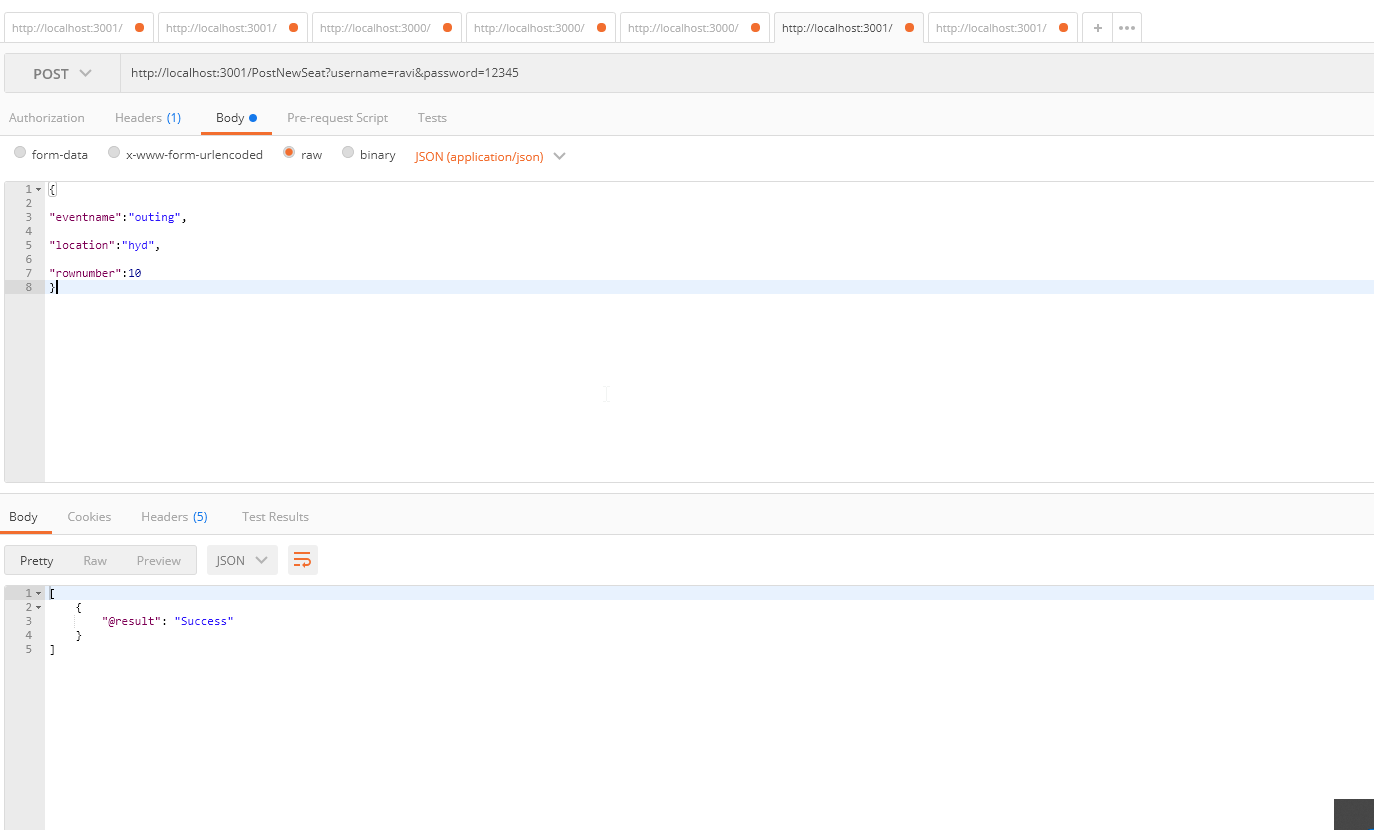 http://localhost:3001/ http://localhost:3001/ http://localhost:3000/ http://localhost:3000/ http://localhost:3000/ http://localhost:3001/ http://localhost:3001/ + •••
POST http://localhost:3001/PostNewSeat?username=ravi&password=12345
Authorization Headers (1) Body Pre-request Script Tests
form-data x-www-form-urlencoded raw binary JSON (application/json)
1 {
2
3 "eventname":"outing",
4
5 "location":"hyd",
6
7 "rownumber":10
8 }
Body Cookies Headers (5) Test Results
Pretty Raw Preview JSON
1 [
2 {
3 "@result": "Success"
4 }
5 ]